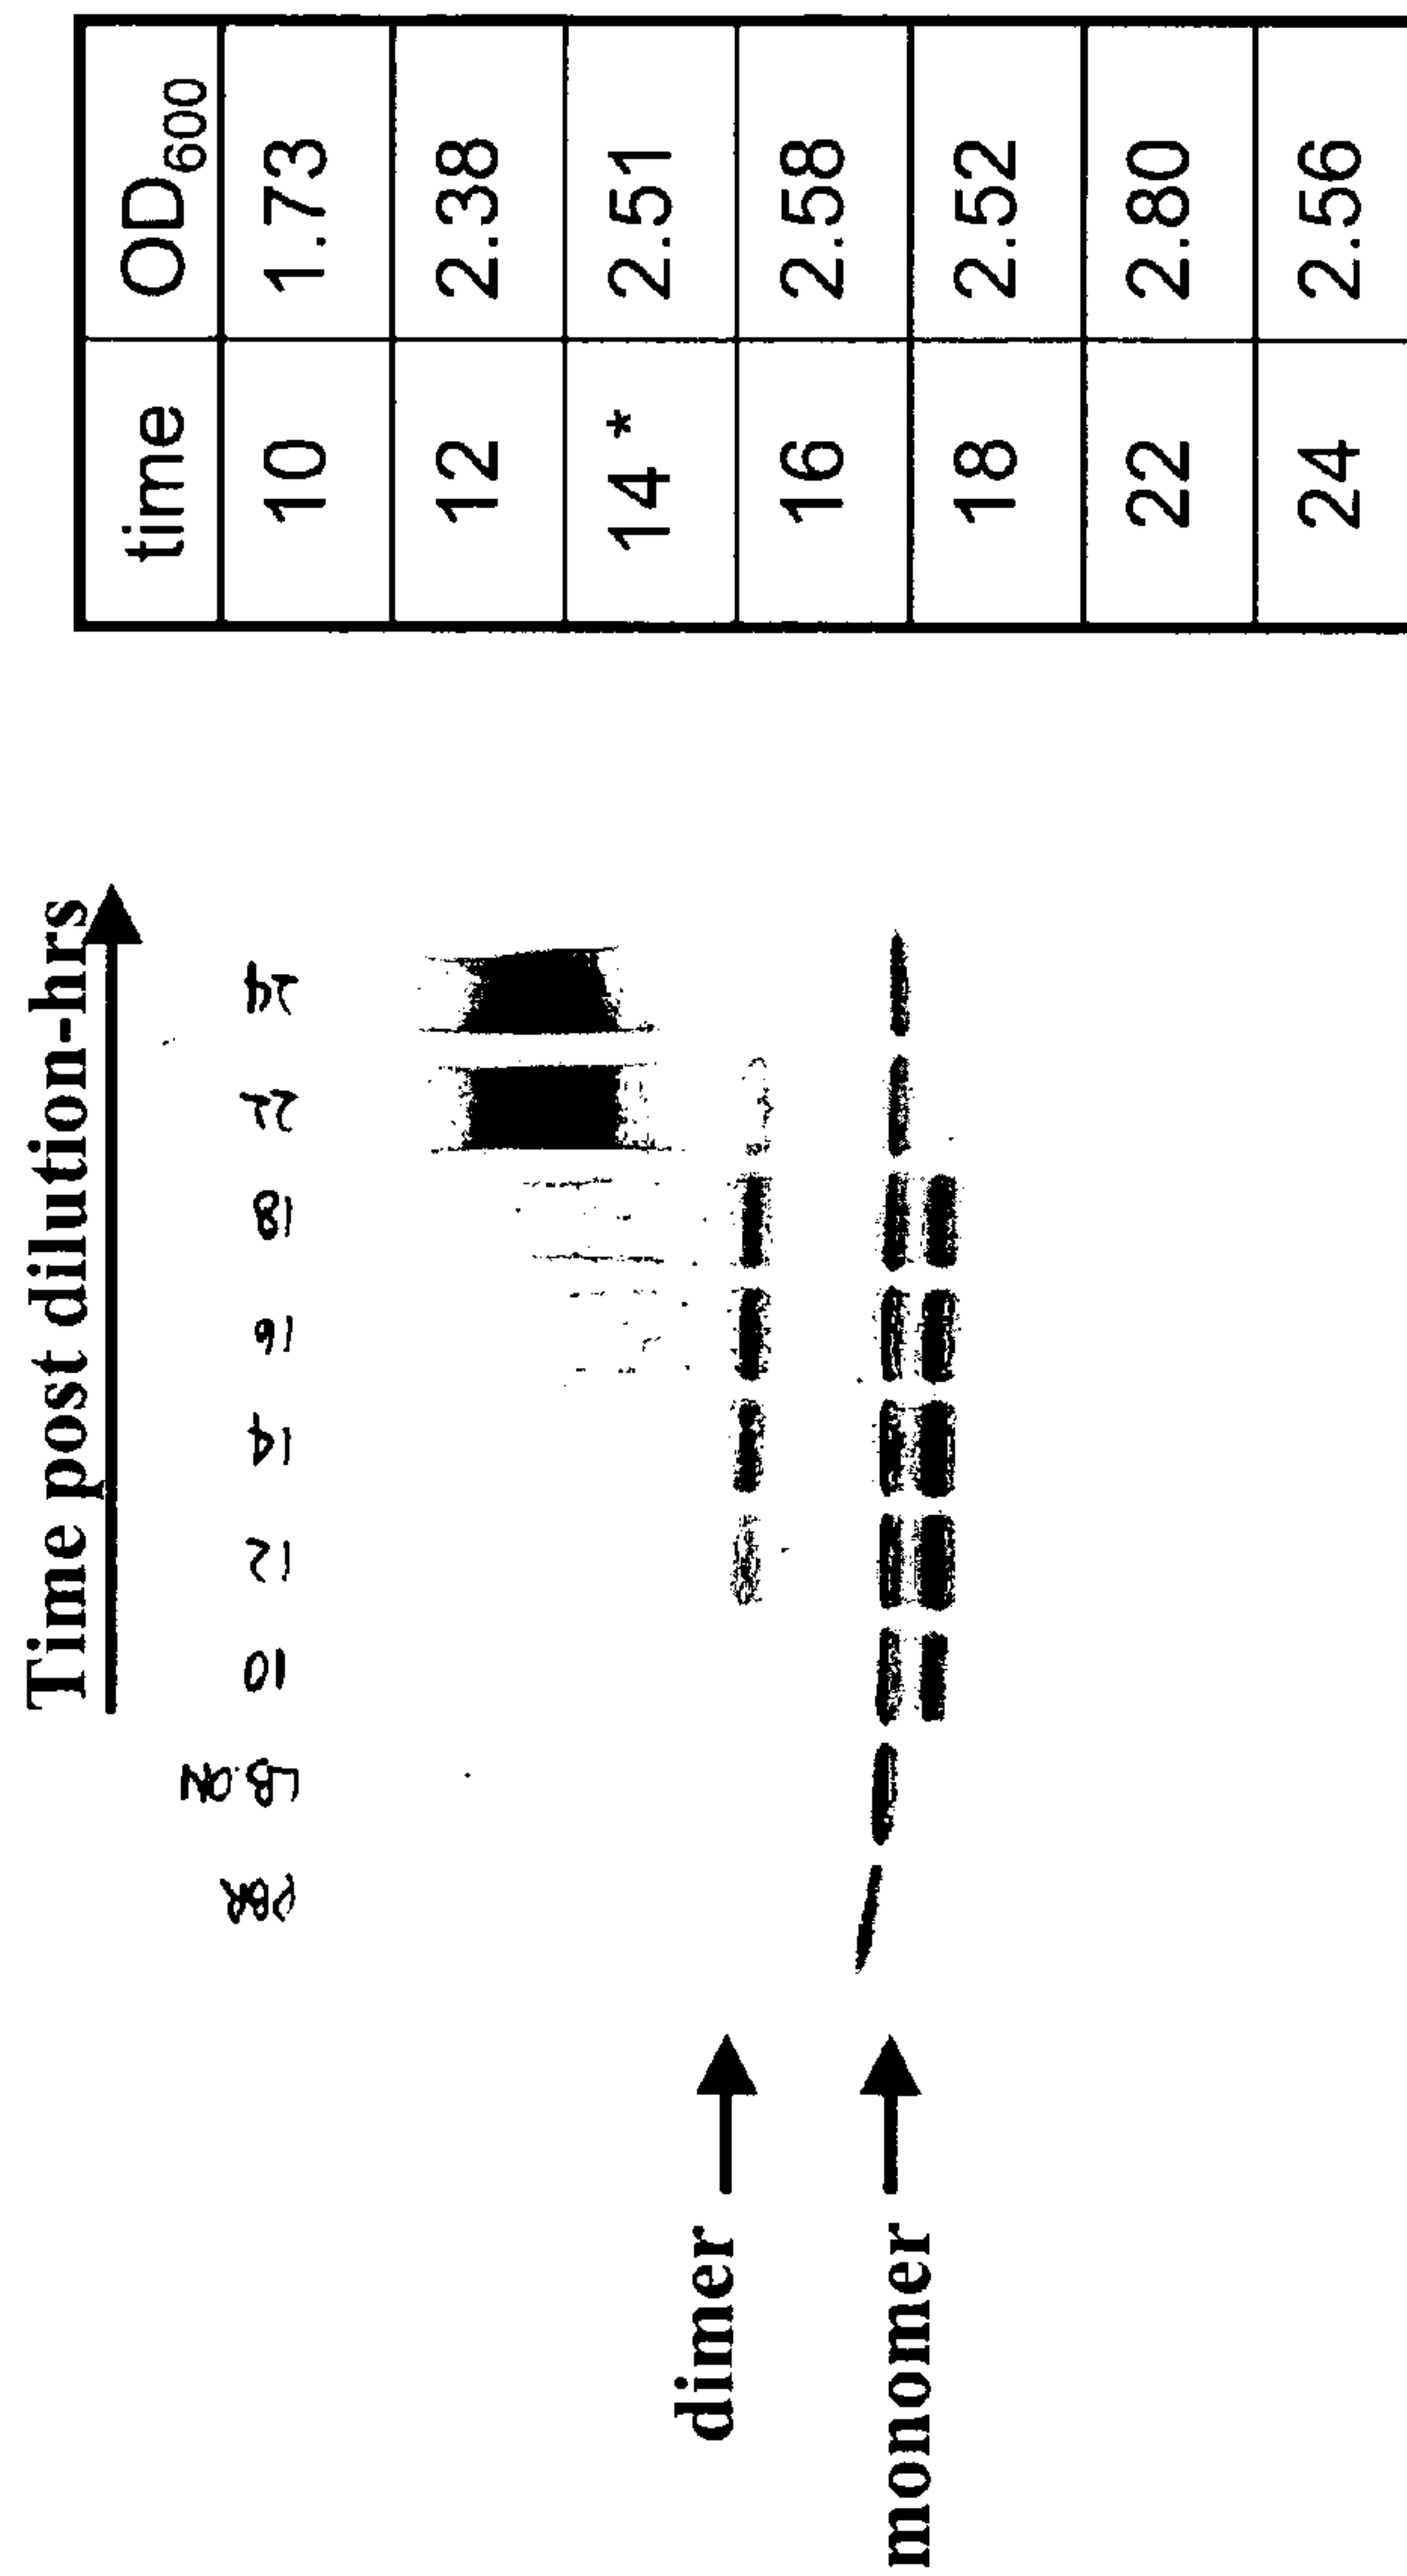 Time post dilution-hrs
PBR LB.ON 10 12 14 16 18 22 24
dimer
monomer
time OD600
10 1.73
12 2.38
14 * 2.51
16 2.58
18 2.52
22 2.80
24 2.56